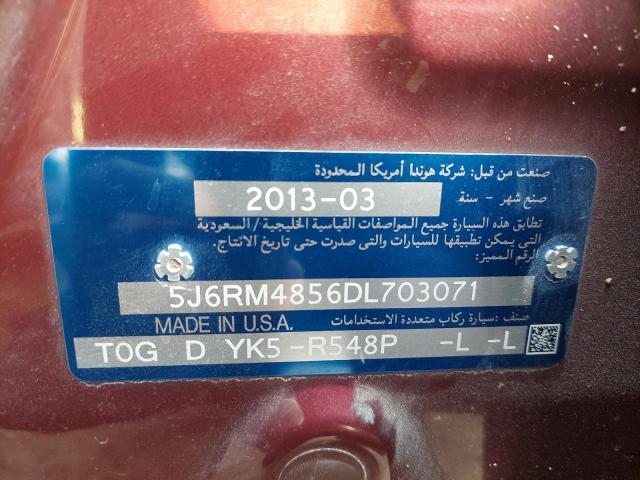 صنعت من قبل: شركة هوندا أمريكا المحدودة
صنع شهر - سنة 2013-03
تطابق هذه السيارة جميع المواصفات القياسية الخليجية/السعودية
التي يمكن تطبيقها للسيارات والتى صدرت حتى تاريخ الانتاج.
الرقم المميز:
5J6RM4856DL703071
MADE IN U.S.A. صنف: سيارة ركاب متعددة الاستخدامات
T0G D YK5-R548P -L -L